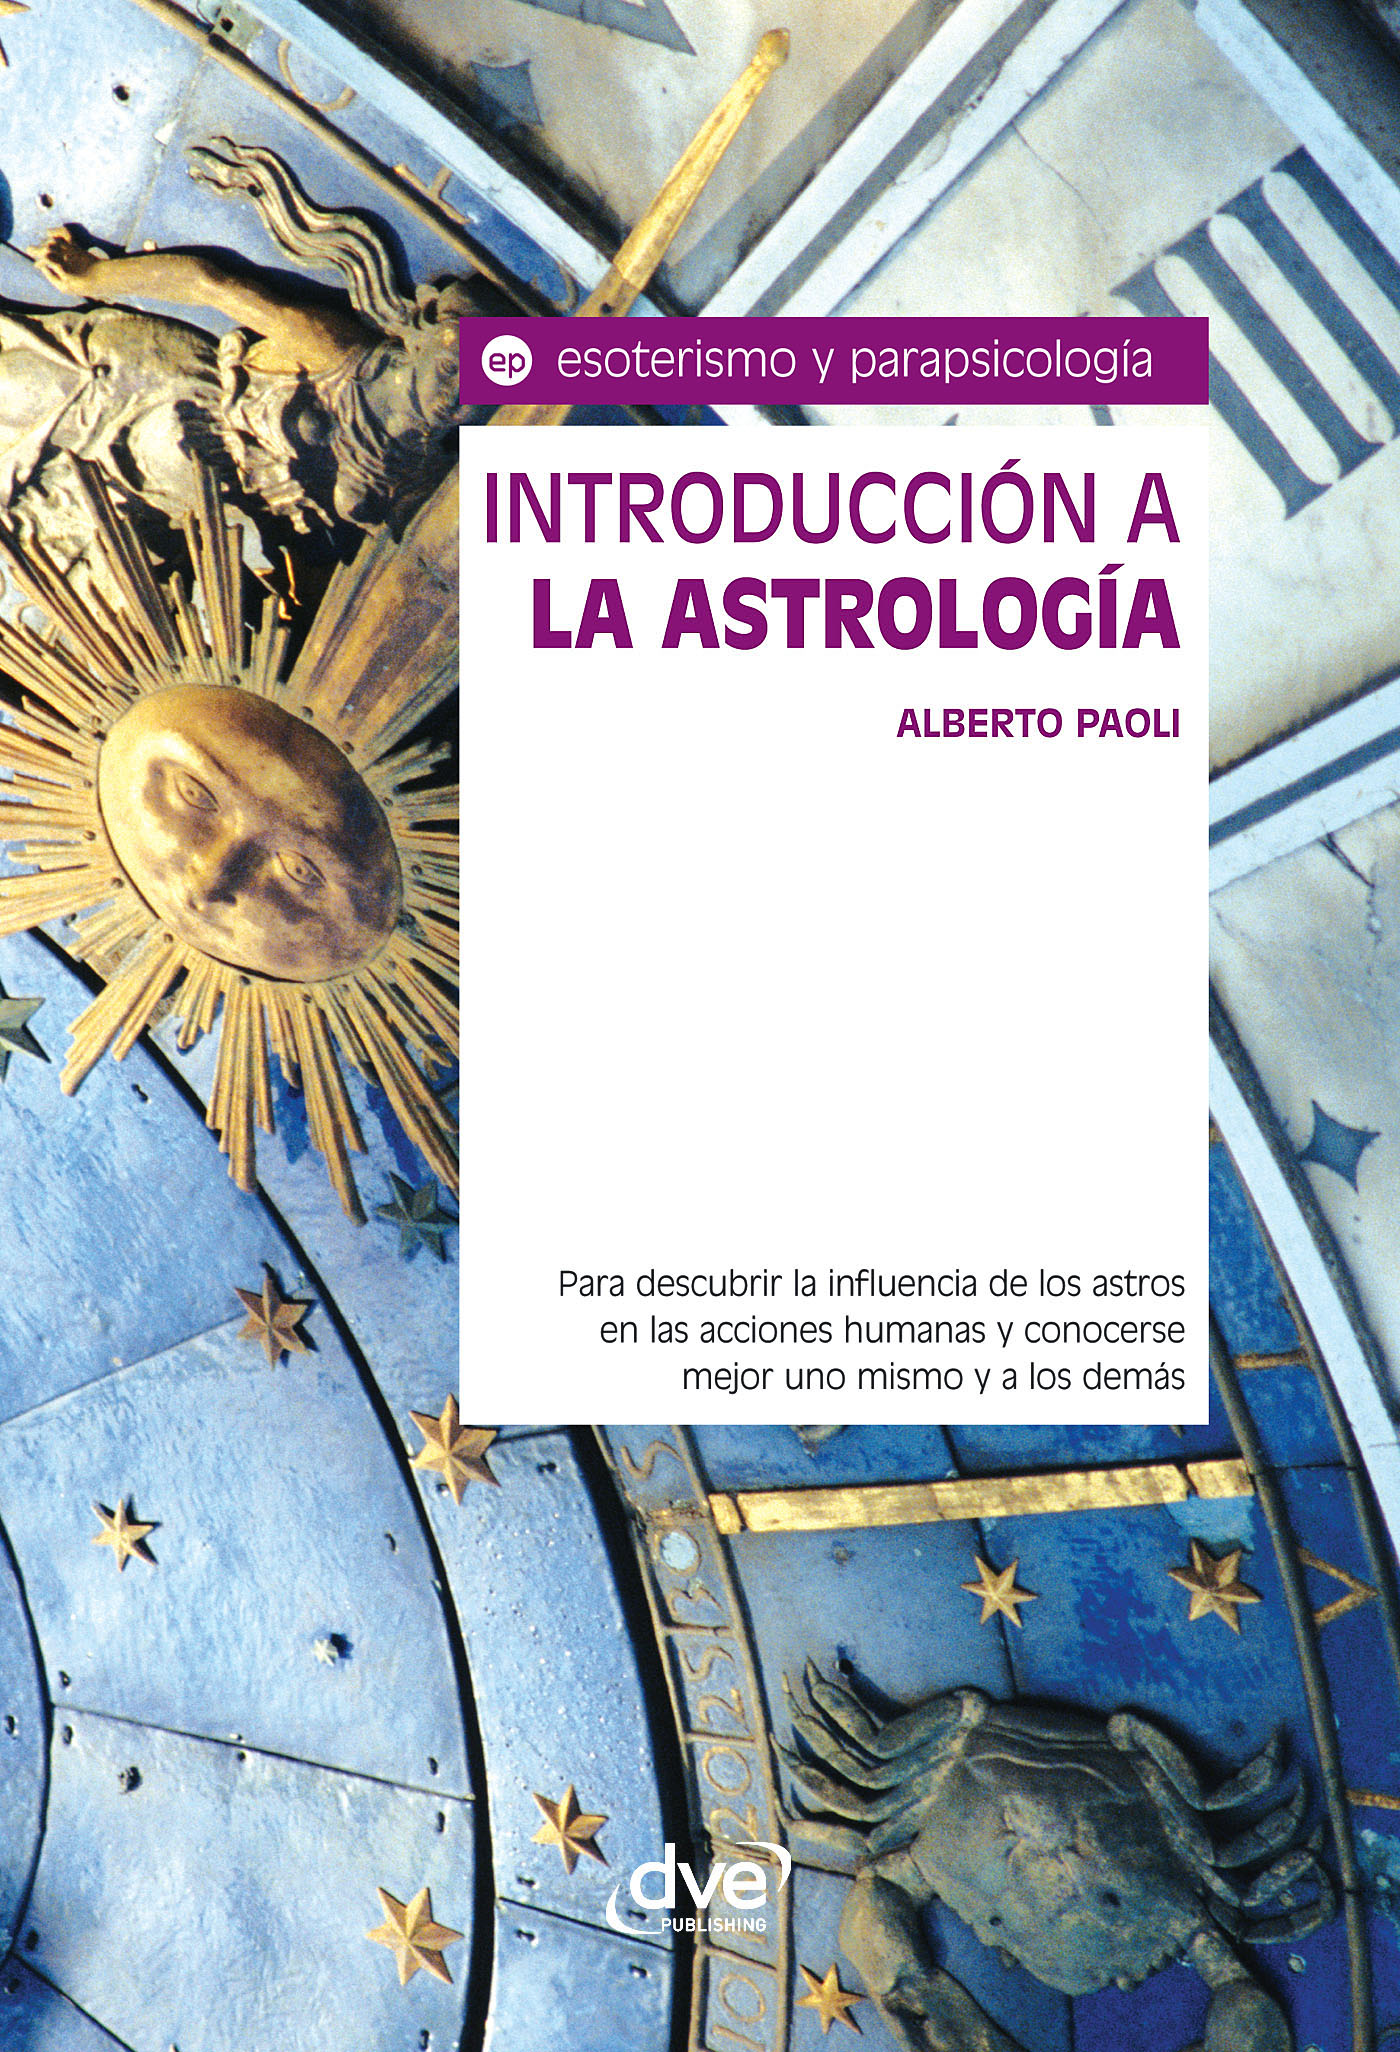 ep esoterismo y parapsicología
INTRODUCCIÓN A
LA ASTROLOGÍA
ALBERTO PAOLI
Para descubrir la influencia de los astros
en las acciones humanas y conocerse
mejor uno mismo y a los demás
dve
PUBLISHING